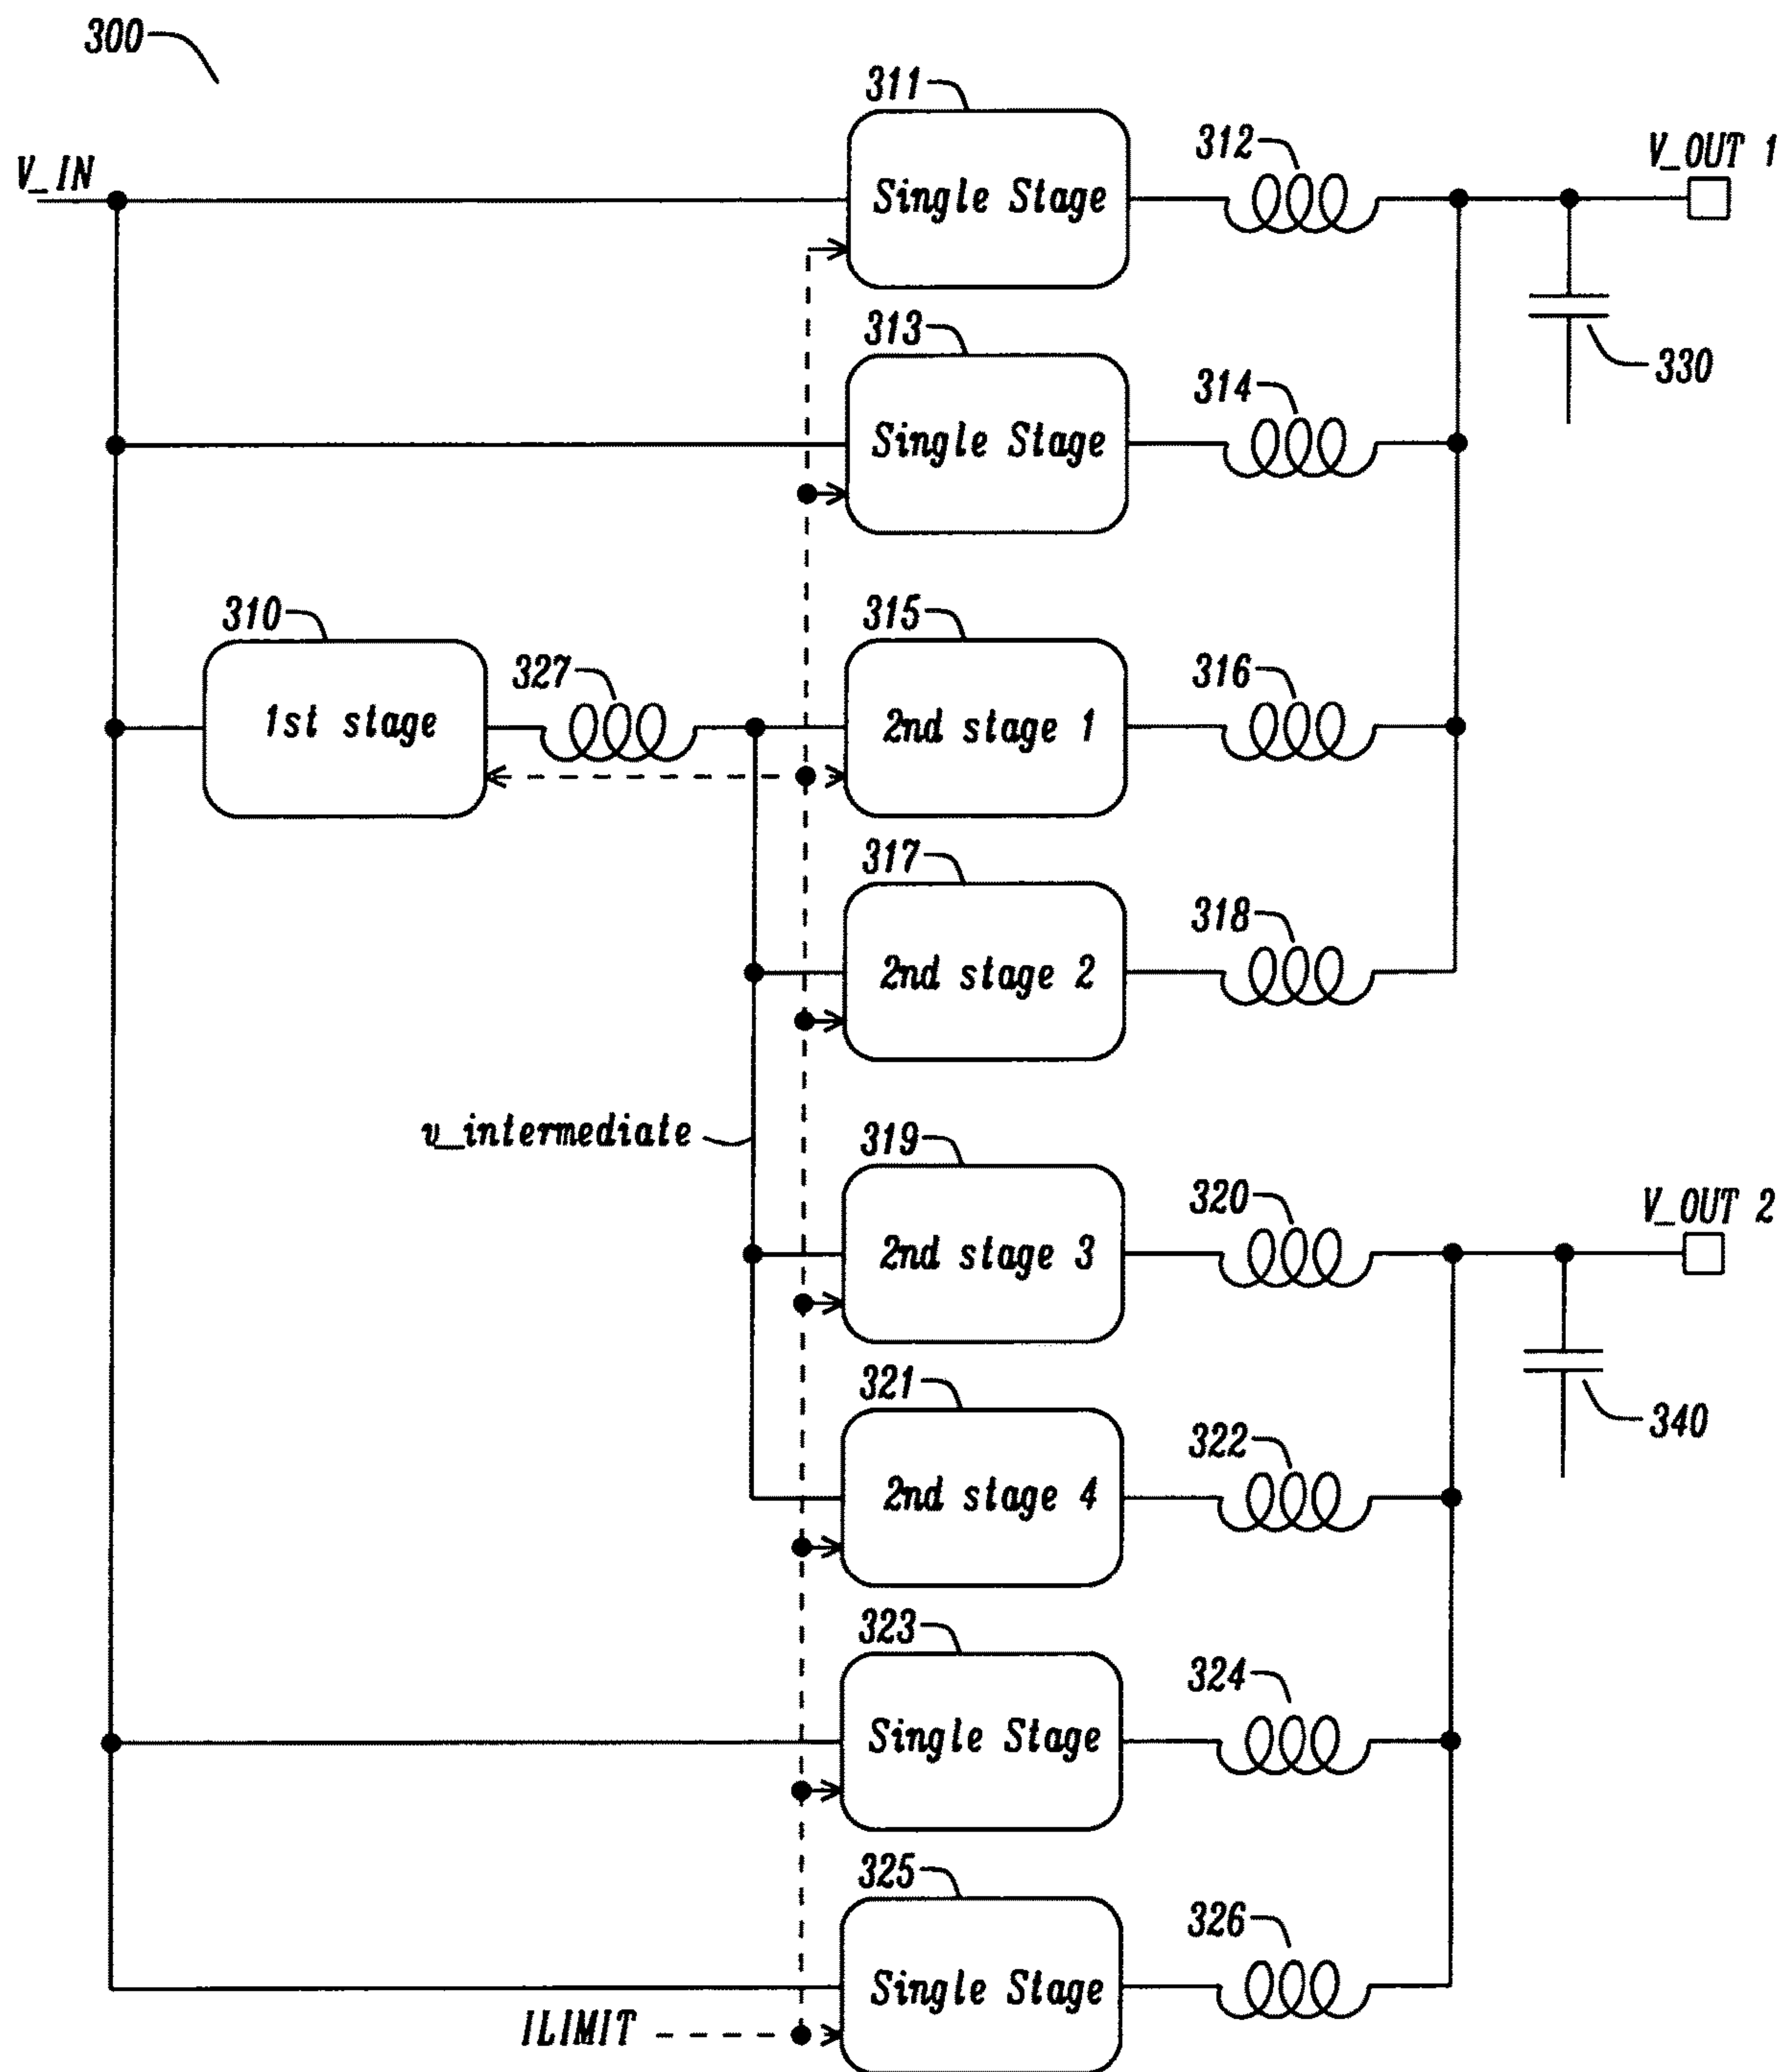 300
311
V_IN
Single Stage
312
V_OUT 1
330
313
Single Stage
314
310
1st stage
327
315
2nd stage 1
316
317
2nd stage 2
318
v_intermediate
319
2nd stage 3
320
V_OUT 2
340
321
2nd stage 4
322
323
Single Stage
324
325
Single Stage
326
ILIMIT